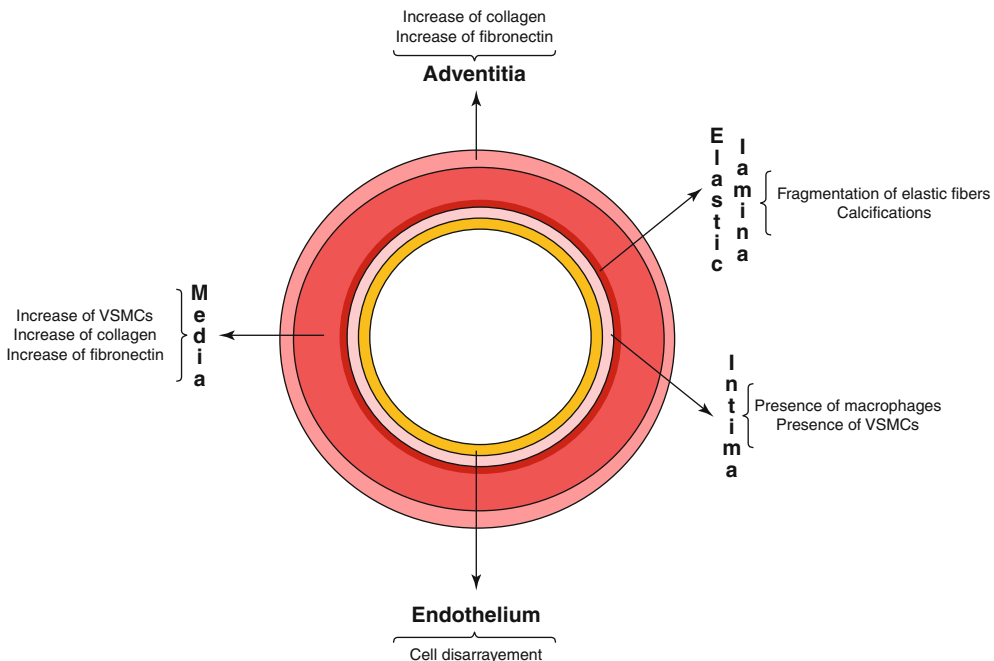 Increase of collagen
Increase of fibronectin
Adventitia
Elastic
lamina
Fragmentation of elastic fibers
Calcifications
Media
Increase of VSMCs
Increase of collagen
Increase of fibronectin
Intima
Presence of macrophages
Presence of VSMCs
Endothelium
Cell disarrayement